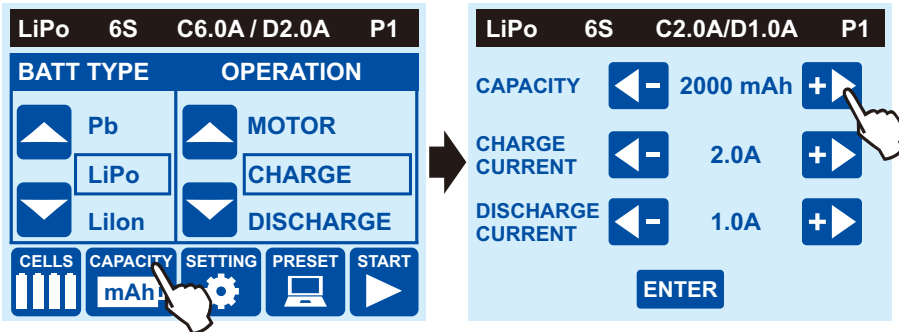 LiPo 6S C6.0A / D2.0A P1
BATT TYPE OPERATION
Pb MOTOR
LiPo CHARGE
LiIon DISCHARGE
CELLS CAPACITY SETTING PRESET START
mAh
LiPo 6S C2.0A/D1.0A P1
CAPACITY - 2000 mAh +
CHARGE
CURRENT - 2.0A +
DISCHARGE
CURRENT - 1.0A +
ENTER